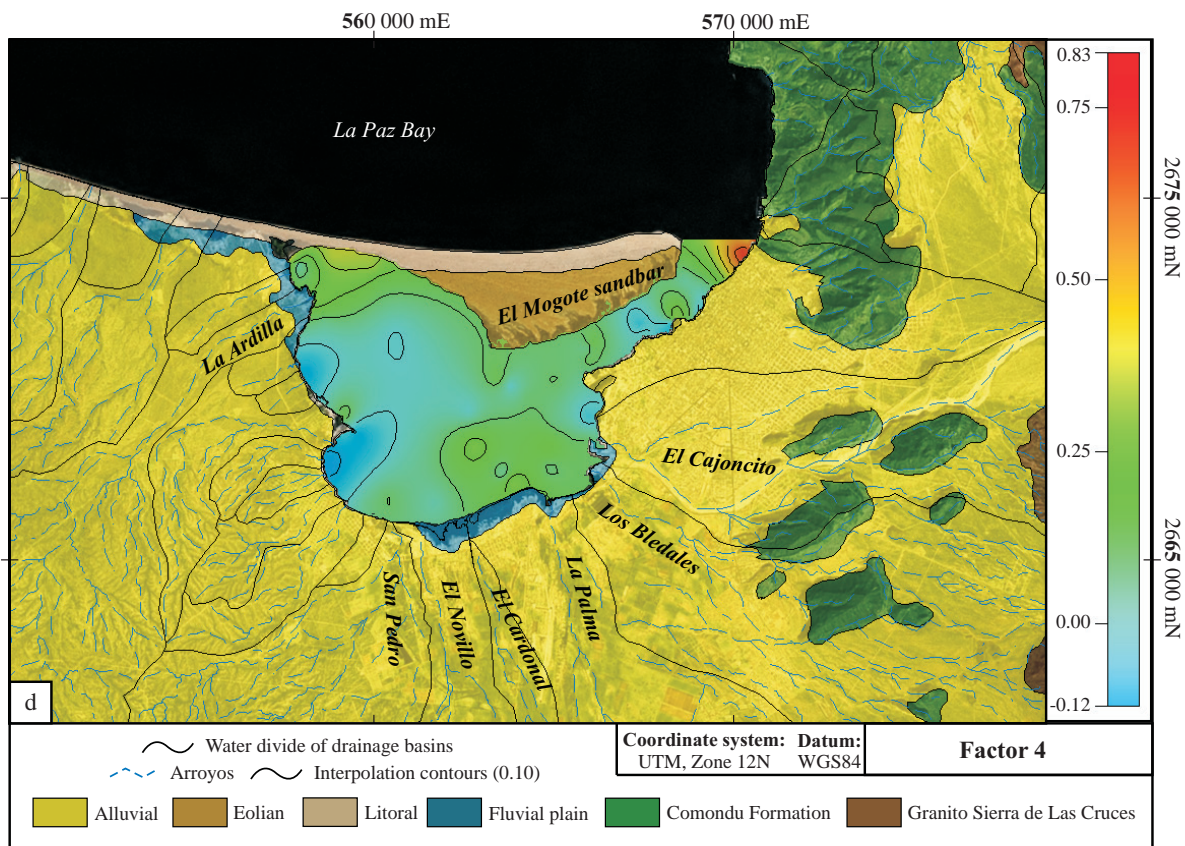 560 000 mE
570 000 mE
La Paz Bay
El Mogote sandbar
La Ardilla
El Cajoncito
Los Bledales
La Palma
El Cardonal
El Novillo
San Pedro
d
0.83
0.75
0.50
0.25
0.00
-0.12
2675 000 mN
2665 000 mN
Water divide of drainage basins
Arroyos
Interpolation contours (0.10)
Coordinate system:
UTM, Zone 12N
Datum:
WGS84
Factor 4
Alluvial
Eolian
Litoral
Fluvial plain
Comondu Formation
Granito Sierra de Las Cruces